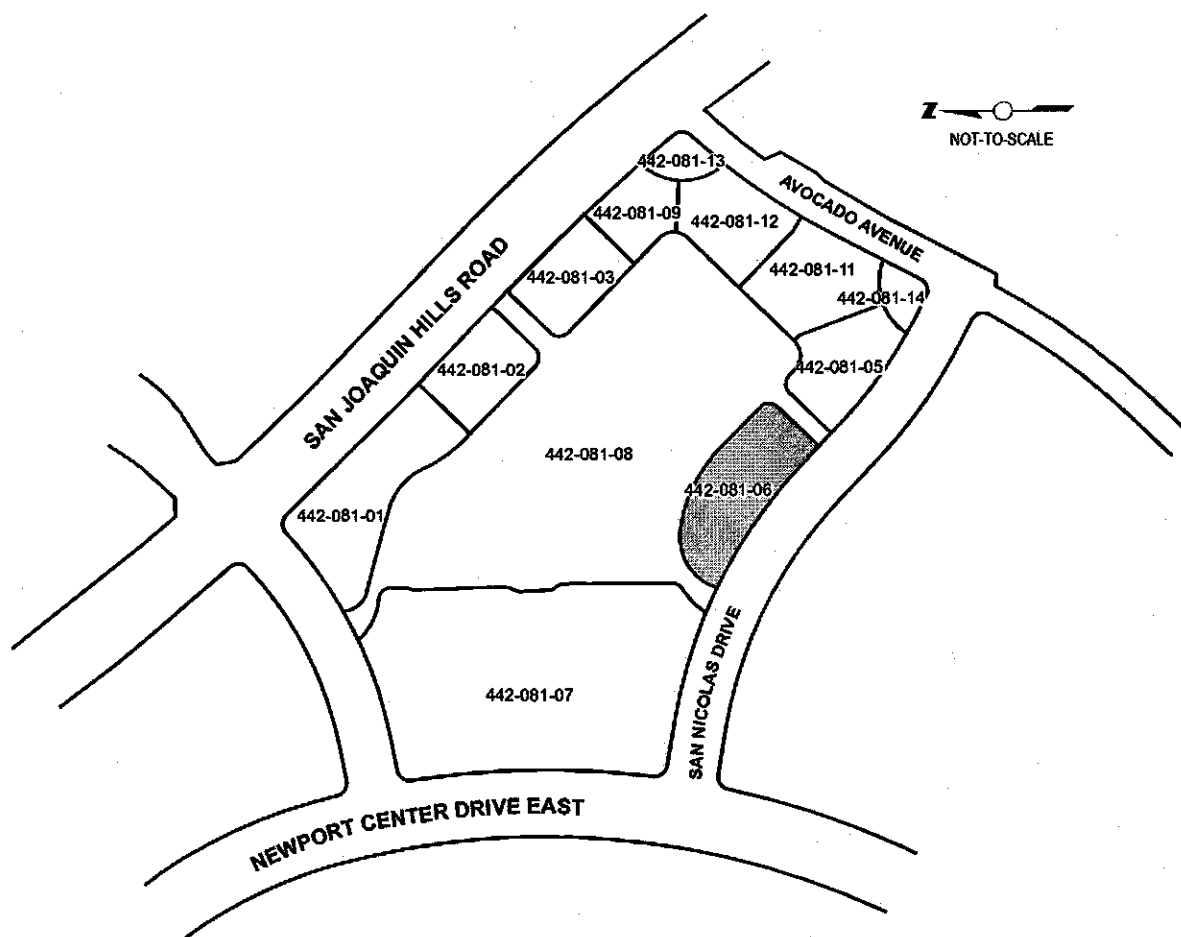 Z
NOT-TO-SCALE
442-081-13
AVOCADO AVENUE
442-081-09
442-081-12
SAN JOAQUIN HILLS ROAD
442-081-03
442-081-11
442-081-14
442-081-02
442-081-05
442-081-08
442-081-06
442-081-01
SAN NICOLAS DRIVE
442-081-07
NEWPORT CENTER DRIVE EAST